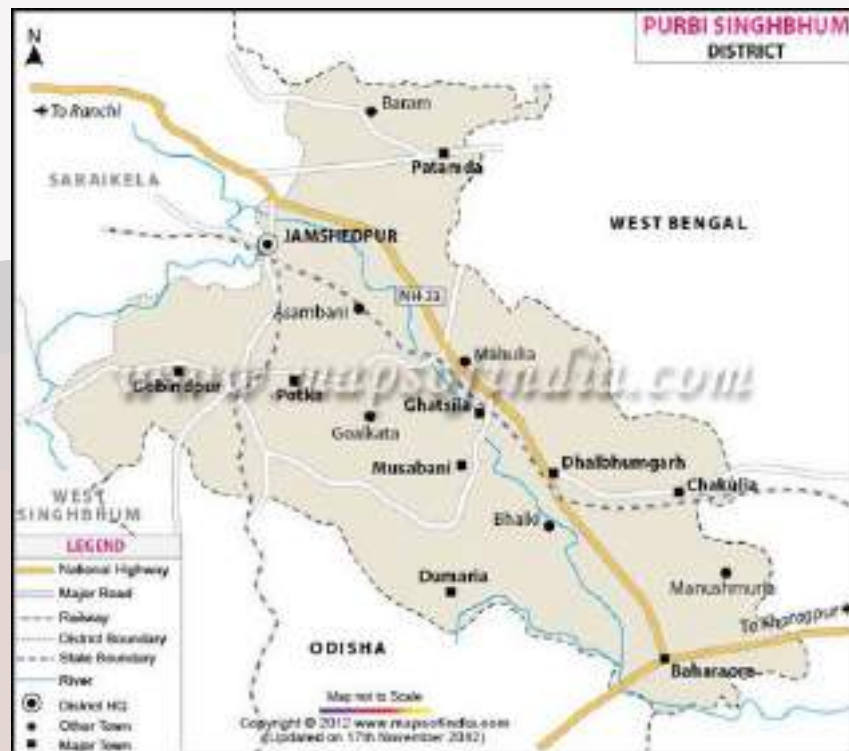 PURBI SINGHBHUM
DISTRICT
N
To Ranchi
Baram
Patamda
SARAIKELA
WEST BENGAL
JAMSHEDPUR
NH 33
Asambani
Mahulia
www.mapsofindia.com
Gobindpur
Potka
Ghatsila
Goalkata
Musabani
Dhalbhumgarh
Chakulia
WEST
SINGHBHUM
Bhalki
LEGEND
National Highway
Major Road
Railway
District Boundary
State Boundary
River
District HQ
Other Town
Major Town
Dumaria
Manushmuria
To Kharagpur
ODISHA
Baharagora
Map not to Scale
Copyright © 2012 www.mapsofindia.com
(Updated on 17th November 2012)